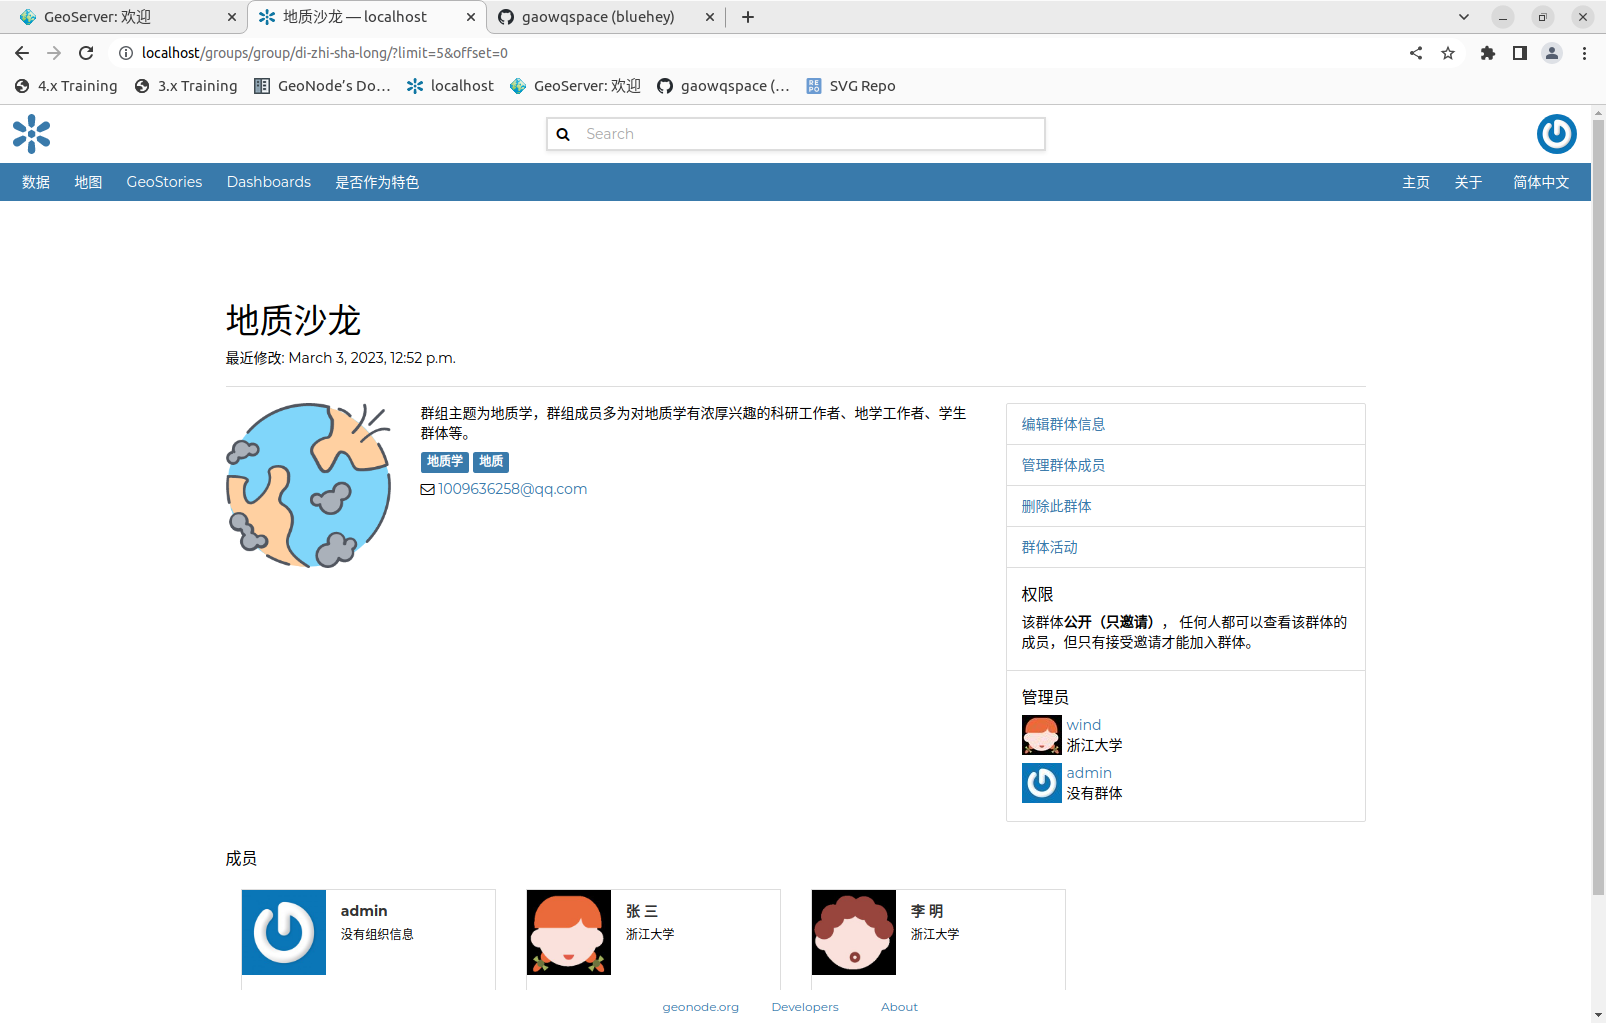 GeoServer: 欢迎
地质沙龙 — localhost
gaowqspace (bluehey)
localhost/groups/group/di-zhi-sha-long/?limit=5&offset=0
4.x Training
3.x Training
GeoNode's Do...
localhost
GeoServer: 欢迎
gaowqspace (...
REPO
SVG Repo
Search
数据
地图
GeoStories
Dashboards
是否作为特色
主页
关于
简体中文
地质沙龙
最近修改: March 3, 2023, 12:52 p.m.
群组主题为地质学，群组成员多为对地质学有浓厚兴趣的科研工作者、地学工作者、学生
群体等。
地质学 地质
1009636258@qq.com
编辑群体信息
管理群体成员
删除此群体
群体活动
权限
该群体公开（只邀请）， 任何人都可以查看该群体的
成员，但只有接受邀请才能加入群体。
管理员
wind
浙江大学
admin
没有群体
成员
admin
没有组织信息
张 三
浙江大学
李 明
浙江大学
geonode.org
Developers
About